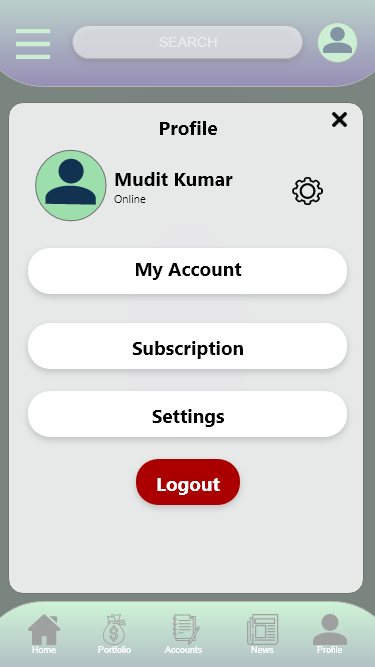 SEARCH
Profile
Mudit Kumar
Online
My Account
Subscription
Settings
Logout
Home
Portfolio
Accounts
News
Profile